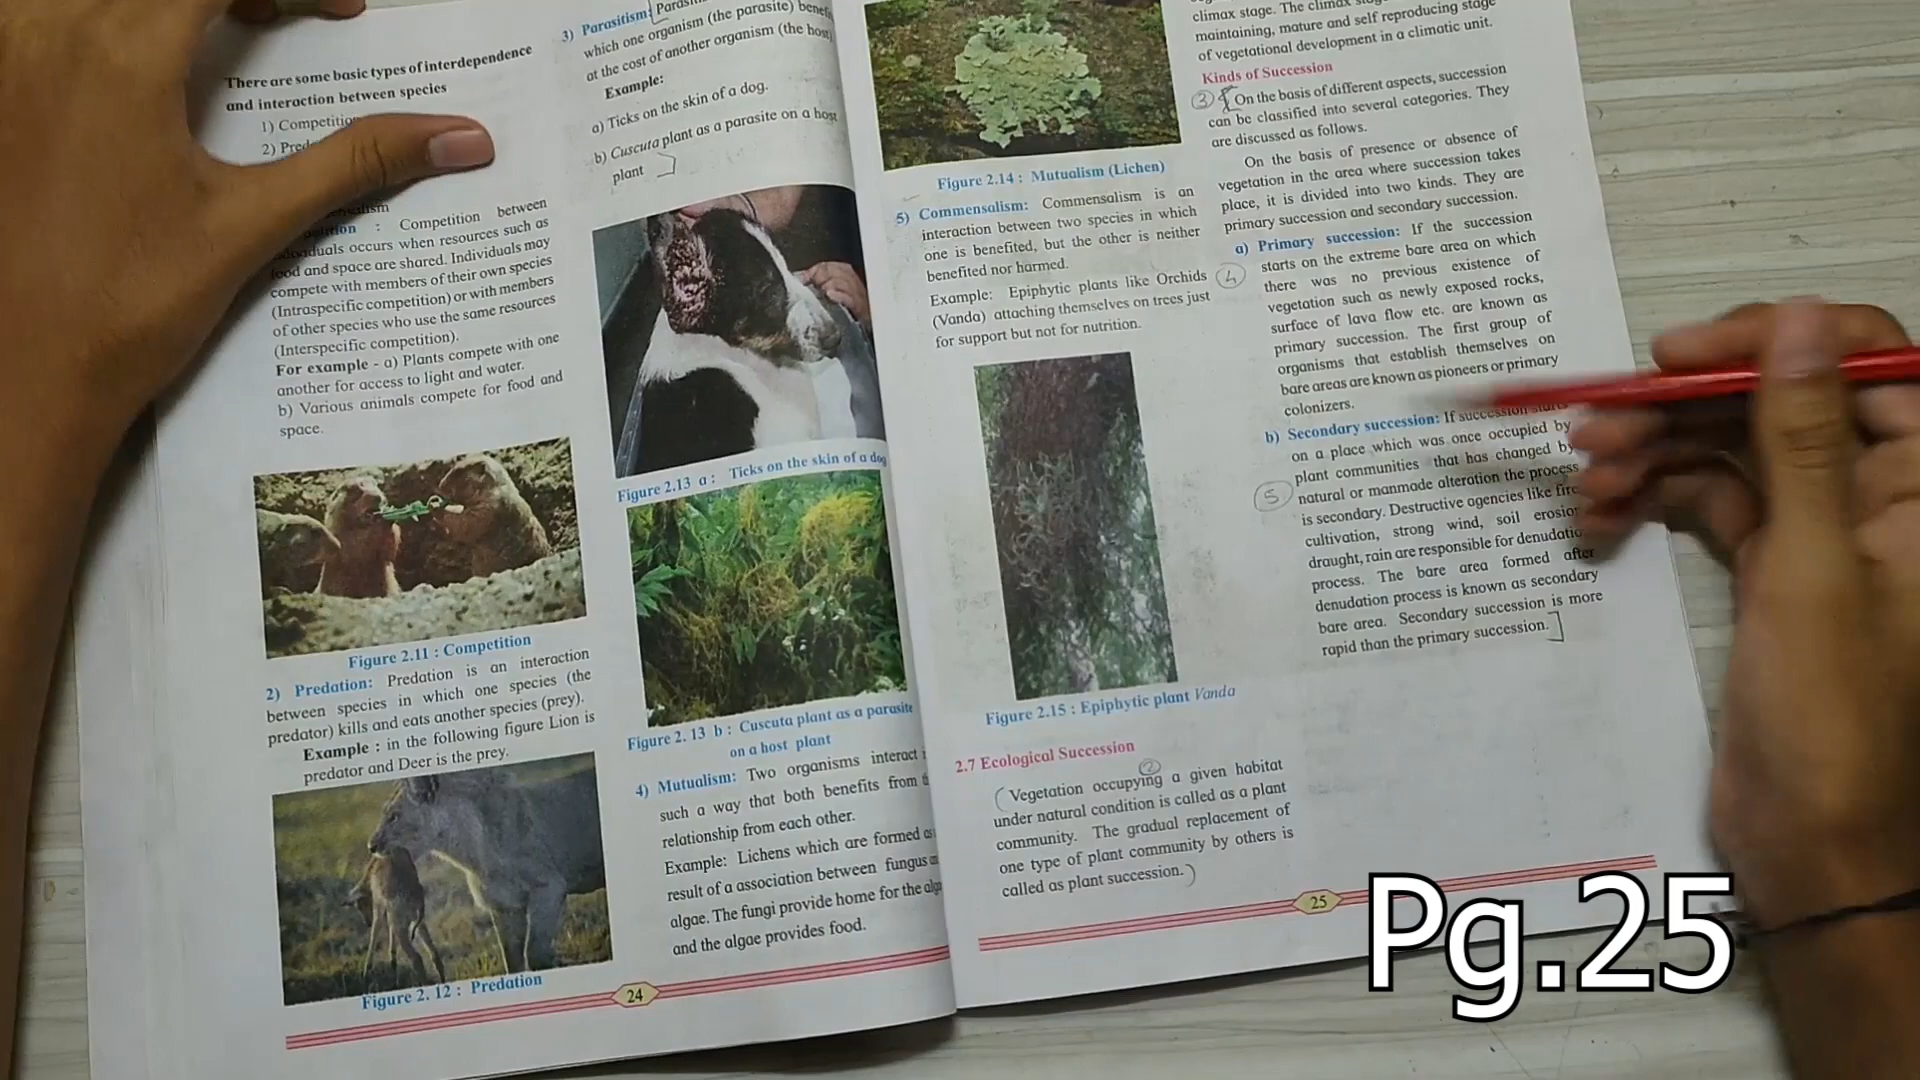 There are some basic types of interdependence
and interaction between species
1) Competition
2)
: Competition between
occurs when resources such as
food and space are shared. Individuals may
compete with members of their own species
(Intraspecific competition) or with members
of other species who use the same resources
(Interspecific competition).
For example - a) Plants compete with one
another for access to light and water.
b) Various animals compete for food and
space.
Figure 2.11 : Competition
2) Predation: Predation is an interaction
between species in which one species (the
predator) kills and eats another species (prey).
Example : in the following figure Lion is
predator and Deer is the prey.
Figure 2. 12 : Predation
3) Parasitism:
which one organism (the parasite)
at the cost of another organism (the host
Example:
a) Ticks on the skin of a dog.
b) Cuscuta plant as a parasite on a host
plant
Figure 2.13 a : Ticks on the skin of a dog
Figure 2. 13 b : Cuscuta plant as a parasite
on a host plant
4) Mutualism: Two organisms interact
such a way that both benefits from
relationship from each other.
Example: Lichens which are formed as
result of a association between fungus
algae. The fungi provide home for the
and the algae provides food.
24
Figure 2.14 : Mutualism (Lichen)
5) Commensalism: Commensalism is an
interaction between two species in which
one is benefited, but the other is neither
benefited nor harmed.
Example: Epiphytic plants like Orchids
(Vanda) attaching themselves on trees just
for support but not for nutrition.
Figure 2.15 : Epiphytic plant Vanda
2.7 Ecological Succession
2
(Vegetation occupying a given habitat
under natural condition is called as a plant
community. The gradual replacement of
one type of plant community by others is
called as plant succession.)
climax stage. The climax
maintaining, mature and self reproducing stage
of vegetational development in a climatic unit.
Kinds of Succession
3 On the basis of different aspects, succession
can be classified into several categories. They
are discussed as follows.
On the basis of presence or absence of
vegetation in the area where succession takes
place, it is divided into two kinds. They are
primary succession and secondary succession.
a) Primary succession: If the succession
4 starts on the extreme bare area on which
there was no previous existence of
vegetation such as newly exposed rocks,
surface of lava flow etc. are known as
primary succession. The first group of
organisms that establish themselves on
bare areas are known as pioneers or primary
colonizers.
b) Secondary succession: If succession starts
on a place which was once occupied by
plant communities that has changed by
5 natural or manmade alteration the process
is secondary. Destructive agencies like fire
cultivation, strong wind, soil erosion
draught, rain are responsible for denudation
process. The bare area formed after
denudation process is known as secondary
bare area. Secondary succession is more
rapid than the primary succession.]
25
Pg.25